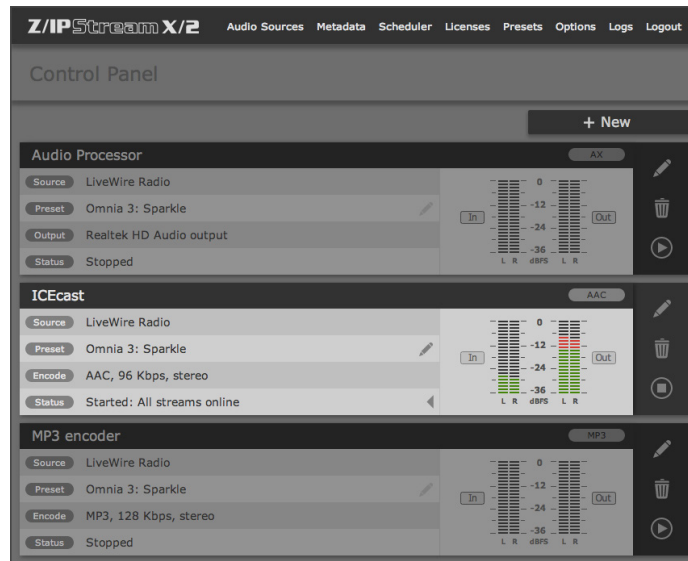 Z/IPStream X/2 Audio Sources Metadata Scheduler Licenses Presets Options Logs Logout
Control Panel
+ New
Audio Processor AX
Source LiveWire Radio
Preset Omnia 3: Sparkle
Output Realtek HD Audio output
Status Stopped
In 0 -12 -24 -36 Out
L R dBFS L R
ICEcast AAC
Source LiveWire Radio
Preset Omnia 3: Sparkle
Encode AAC, 96 Kbps, stereo
Status Started: All streams online
In 0 -12 -24 -36 Out
L R dBFS L R
MP3 encoder MP3
Source LiveWire Radio
Preset Omnia 3: Sparkle
Encode MP3, 128 Kbps, stereo
Status Stopped
In 0 -12 -24 -36 Out
L R dBFS L R